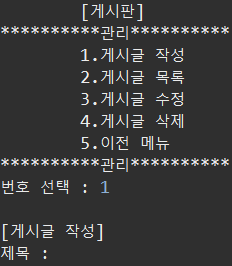 [게시판]
**********관리**********
1.게시글 작성
2.게시글 목록
3.게시글 수정
4.게시글 삭제
5.이전 메뉴
**********관리**********
번호 선택 : 1
[게시글 작성]
제목 :